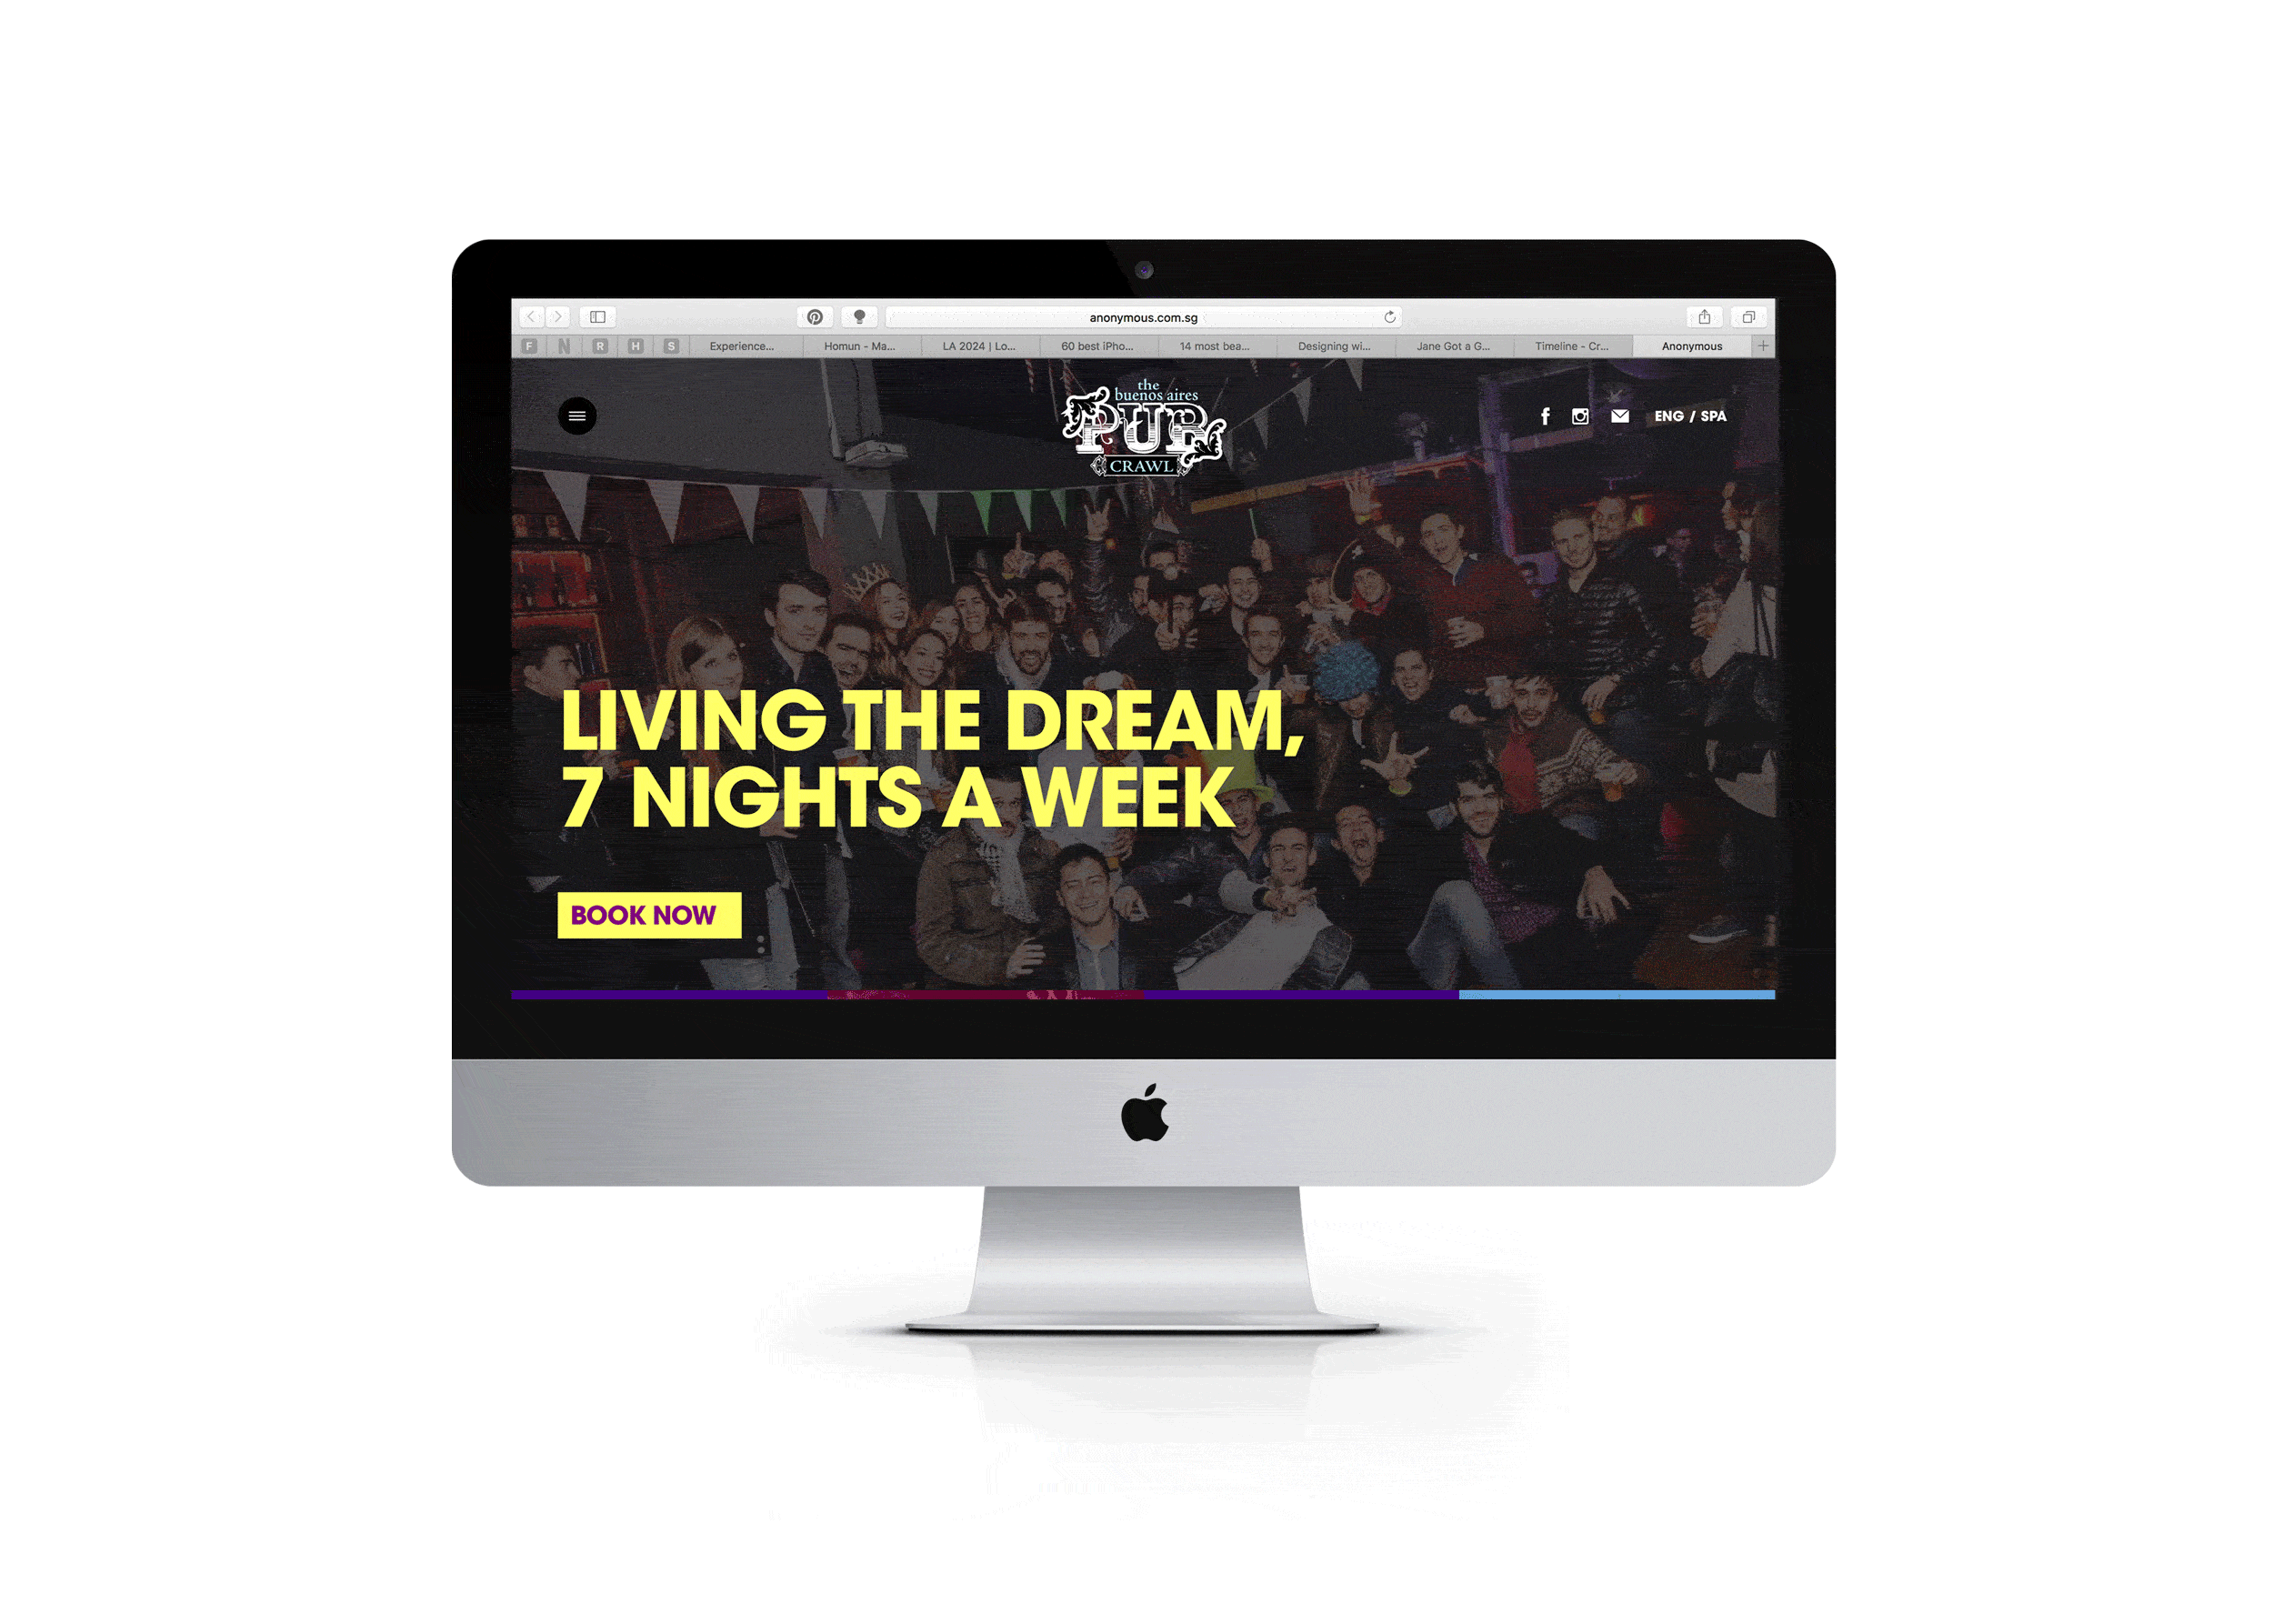 anonymous.com.sg
F N R H S Experience... Homun - Ma... LA 2024 | Lo... 60 best iPho... 14 most bea... Designing wi... Jane Got a G... Timeline - Cr... Anonymous
the
buenos aires
PUB
CRAWL
ENG / SPA
LIVING THE DREAM,
7 NIGHTS A WEEK
BOOK NOW